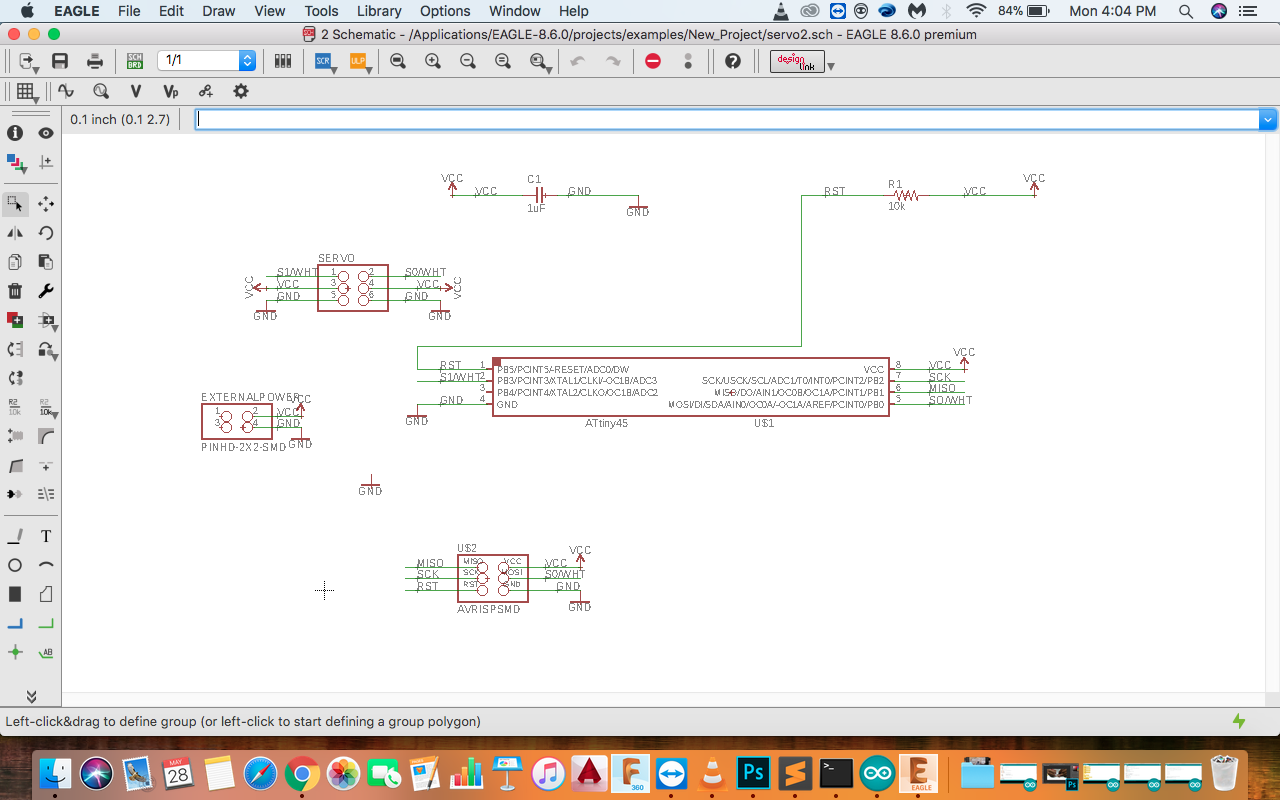 EAGLE File Edit Draw View Tools Library Options Window Help 84% Mon 4:04 PM
2 Schematic - /Applications/EAGLE-8.6.0/projects/examples/New_Project/servo2.sch - EAGLE 8.6.0 premium
SCH BRD 1/1 SCR ULP design link
V Vp
0.1 inch (0.1 2.7)
R2 10k R2 10k
T
AB
VCC VCC C1 1uF GND GND
RST R1 10k VCC VCC
SERVO
S1/WHT 1 2 S0/WHT
VCC VCC 3 4 VCC VCC
GND 5 6 GND
GND GND
RST 1 PB5/PCINT5/-RESET/ADC0/DW VCC 8 VCC VCC
S1/WHT 2 PB3/PCINT3/XTAL1/CLKI/-OC1B/ADC3 SCK/USCK/SCL/ADC1/T0/INT0/PCINT2/PB2 7 SCK
3 PB4/PCINT4/XTAL2/CLKO/OC1B/ADC2 MISO/DO/AIN1/OC0B/OC1A/PCINT1/PB1 6 MISO
GND 4 GND MOSI/DI/SDA/AIN0/OC0A/-OC1A/AREF/PCINT0/PB0 5 S0/WHT
GND ATtiny45 U$1
EXTERNALPOWER VCC
1 2 VCC
3 4 GND
PINHD-2X2-SMD GND
GND
U$2 VCC
MISO MISO VCC VCC
SCK SCK MOSI S0/WHT
RST RST GND GND
AVRISPSMD GND
Left-click&drag to define group (or left-click to start defining a group polygon)
MAY 28 F 360 Ps E EAGLE Ps